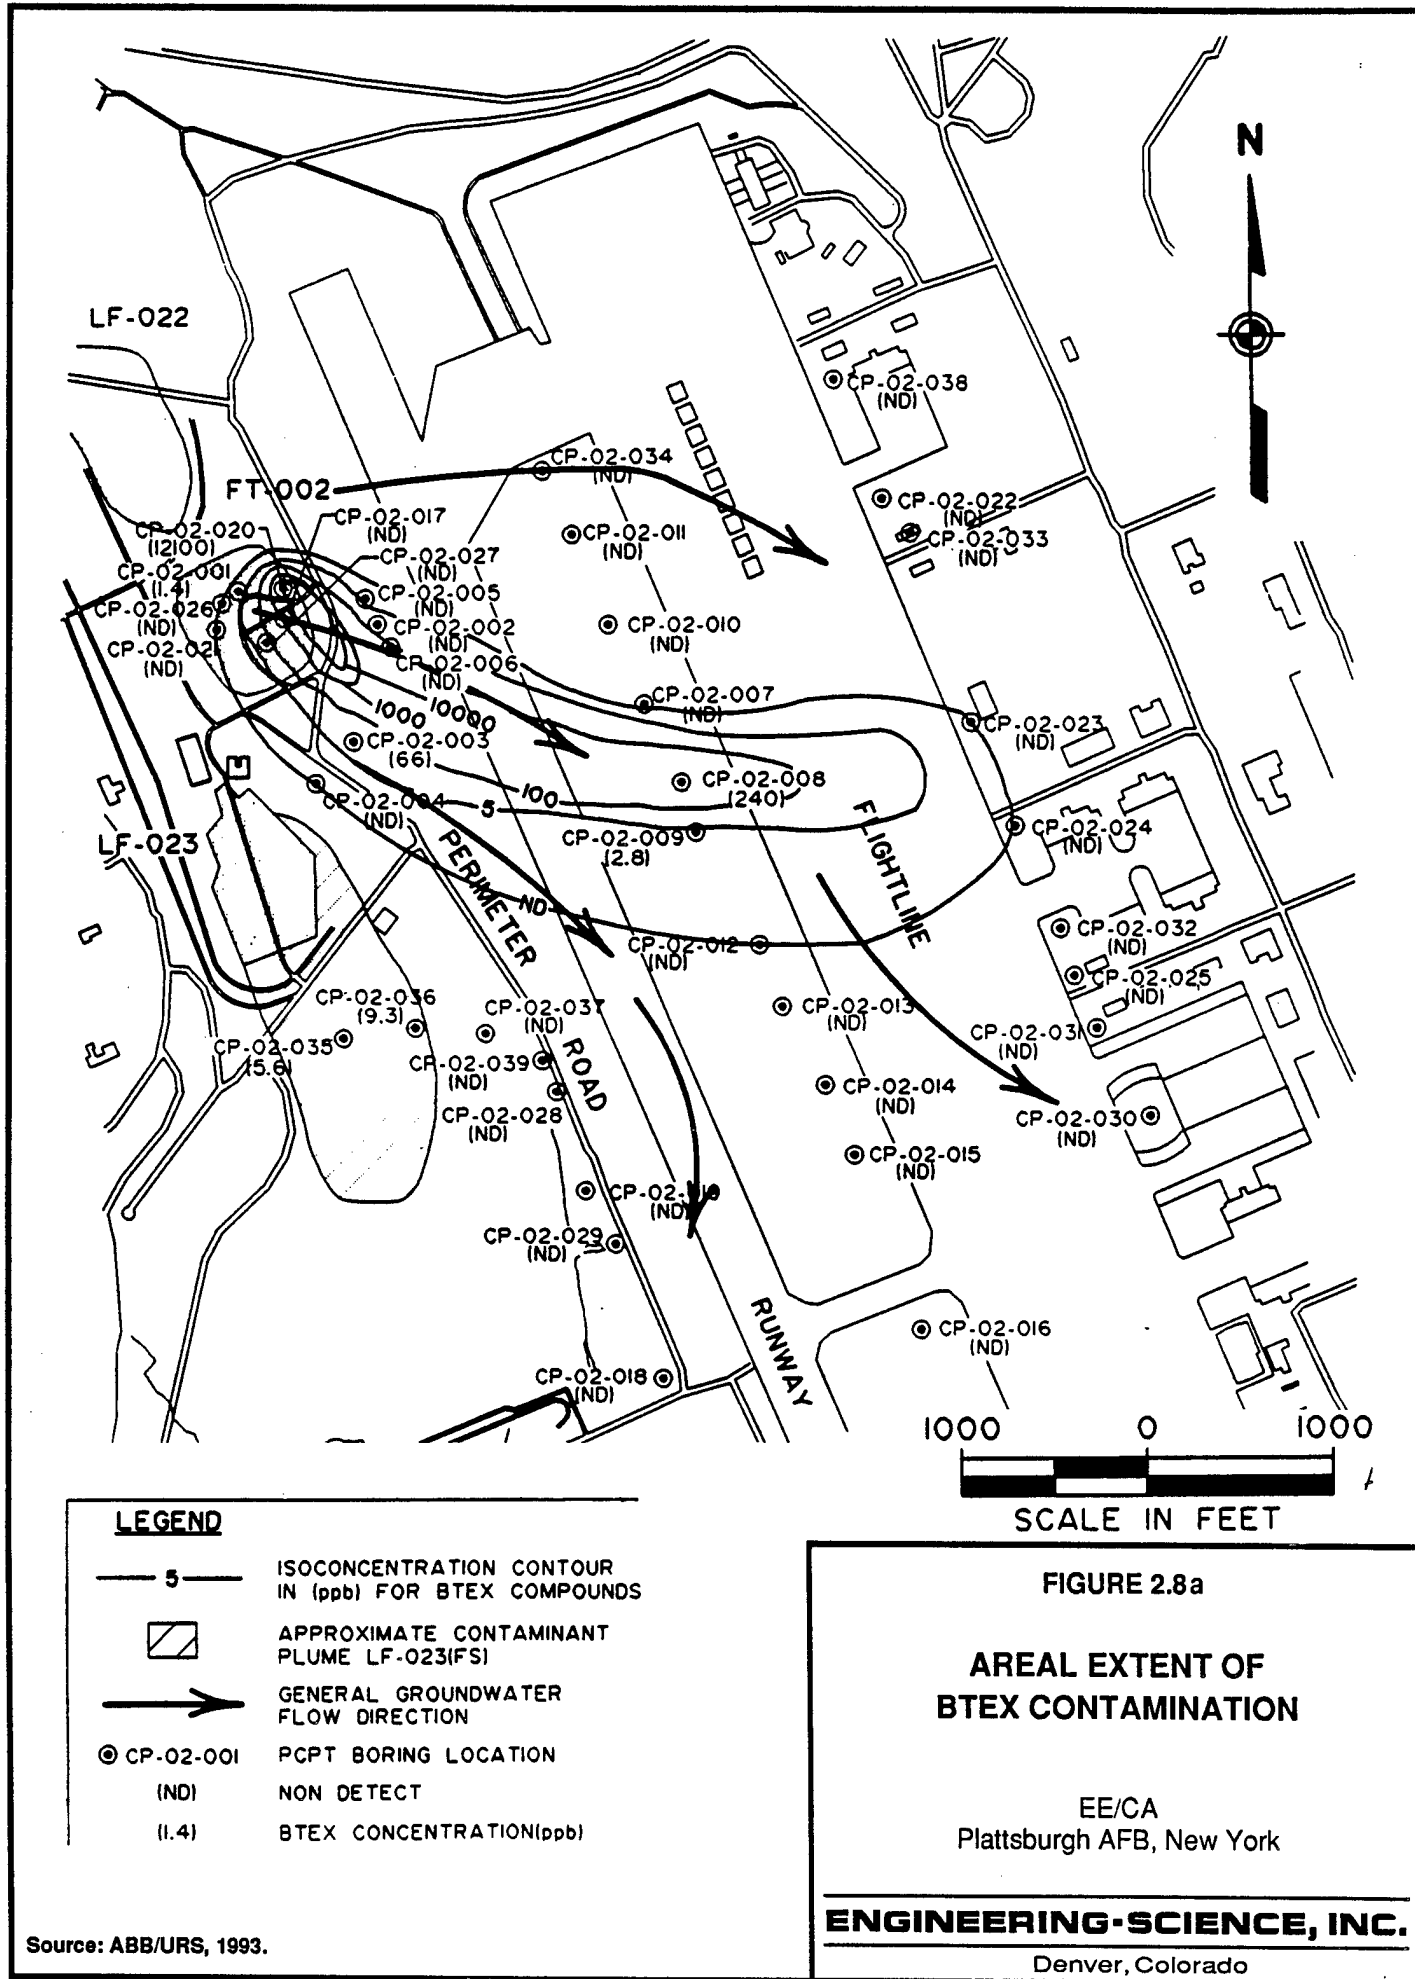 N
LF-022
CP-02-038
(ND)
CP-02-034
(ND)
FT-002
CP-02-017
(ND)
CP-02-022
(ND)
CP-02-020
(12100)
CP-02-011
(ND)
CP-02-033
(ND)
CP-02-027
(ND)
CP-02-001
(1.4)
CP-02-005
(ND)
CP-02-026
(ND)
CP-02-002
(ND)
CP-02-010
(ND)
CP-02-021
(ND)
CP-02-006
(ND)
CP-02-007
(ND)
1000
10000
CP-02-023
(ND)
CP-02-003
(66)
CP-02-008
(240)
100
5
CP-02-004
(ND)
CP-02-024
(ND)
CP-02-009
(2.8)
LF-023
PERIMETER
ROAD
FLIGHTLINE
ND
CP-02-012
(ND)
CP-02-032
(ND)
CP-02-025
(ND)
CP-02-036
(9.3)
CP-02-037
(ND)
CP-02-013
(ND)
CP-02-031
(ND)
CP-02-035
(5.6)
CP-02-039
(ND)
CP-02-014
(ND)
CP-02-028
(ND)
CP-02-030
(ND)
CP-02-015
(ND)
(ND)
CP-02-029
(ND)
RUNWAY
CP-02-016
(ND)
CP-02-018
(ND)
1000 0 1000
SCALE IN FEET
LEGEND
5
ISOCONCENTRATION CONTOUR
IN (ppb) FOR BTEX COMPOUNDS
APPROXIMATE CONTAMINANT
PLUME LF-023(FS)
GENERAL GROUNDWATER
FLOW DIRECTION
CP-02-001 PCPT BORING LOCATION
(ND) NON DETECT
(1.4) BTEX CONCENTRATION(ppb)
Source: ABB/URS, 1993.
FIGURE 2.8a
AREAL EXTENT OF
BTEX CONTAMINATION
EE/CA
Plattsburgh AFB, New York
ENGINEERING-SCIENCE, INC.
Denver, Colorado